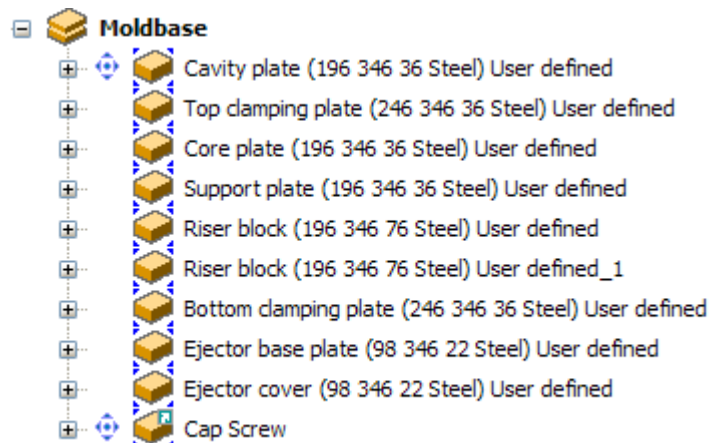 Moldbase
Cavity plate (196 346 36 Steel) User defined
Top clamping plate (246 346 36 Steel) User defined
Core plate (196 346 36 Steel) User defined
Support plate (196 346 36 Steel) User defined
Riser block (196 346 76 Steel) User defined
Riser block (196 346 76 Steel) User defined_1
Bottom clamping plate (246 346 36 Steel) User defined
Ejector base plate (98 346 22 Steel) User defined
Ejector cover (98 346 22 Steel) User defined
Cap Screw